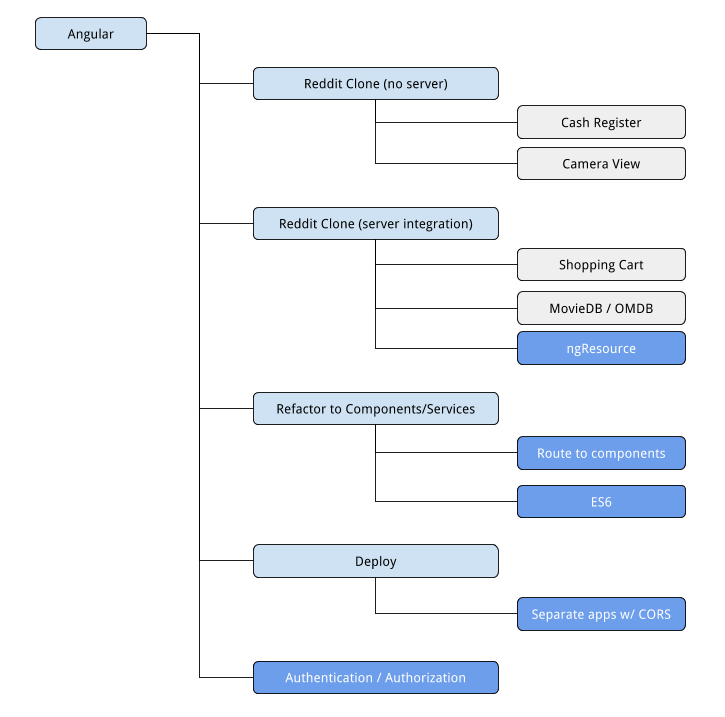 Angular
Reddit Clone (no server)
Cash Register
Camera View
Reddit Clone (server integration)
Shopping Cart
MovieDB / OMDB
ngResource
Refactor to Components/Services
Route to components
ES6
Deploy
Separate apps w/ CORS
Authentication / Authorization